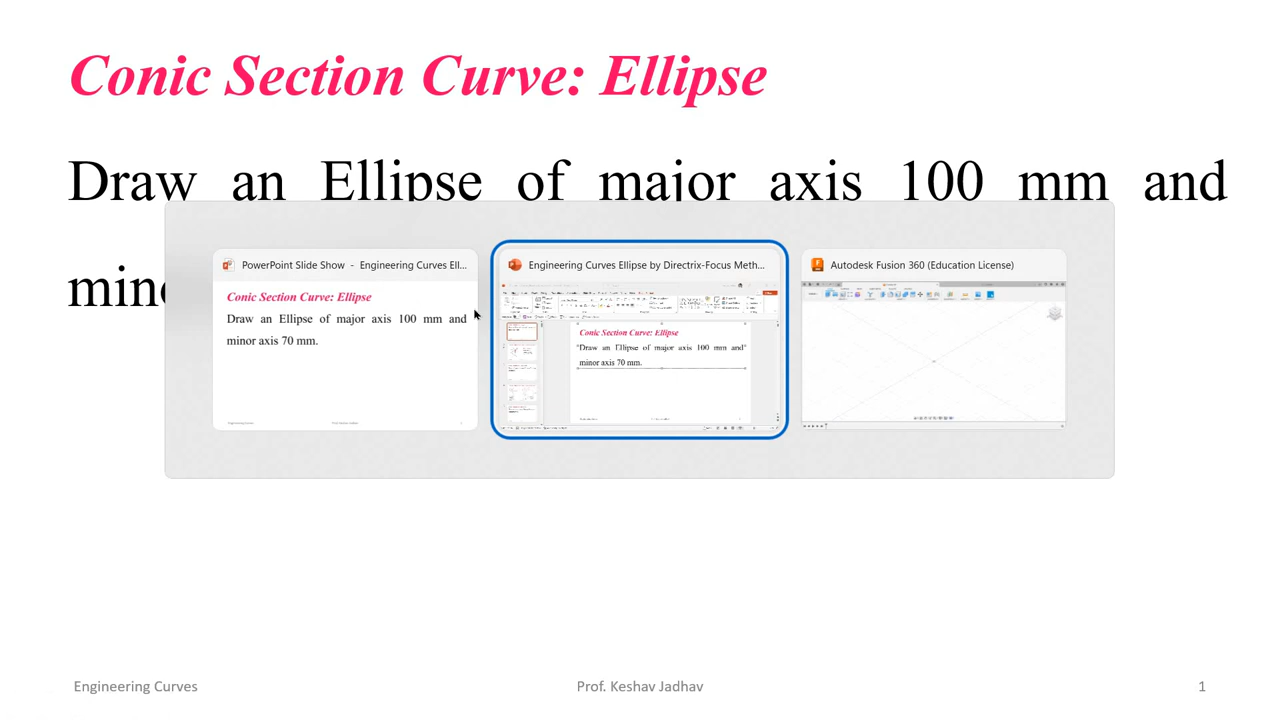 Conic Section Curve: Ellipse
Draw an Ellipse of major axis 100 mm and
PowerPoint Slide Show - Engineering Curves Ell...
Conic Section Curve: Ellipse
Draw an Ellipse of major axis 100 mm and
minor axis 70 mm.
Engineering Curves Ellipse by Directrix-Focus Meth...
Conic Section Curve: Ellipse
Draw an Ellipse of major axis 100 mm and
minor axis 70 mm.
Autodesk Fusion 360 (Education License)
Engineering Curves
Prof. Keshav Jadhav
1